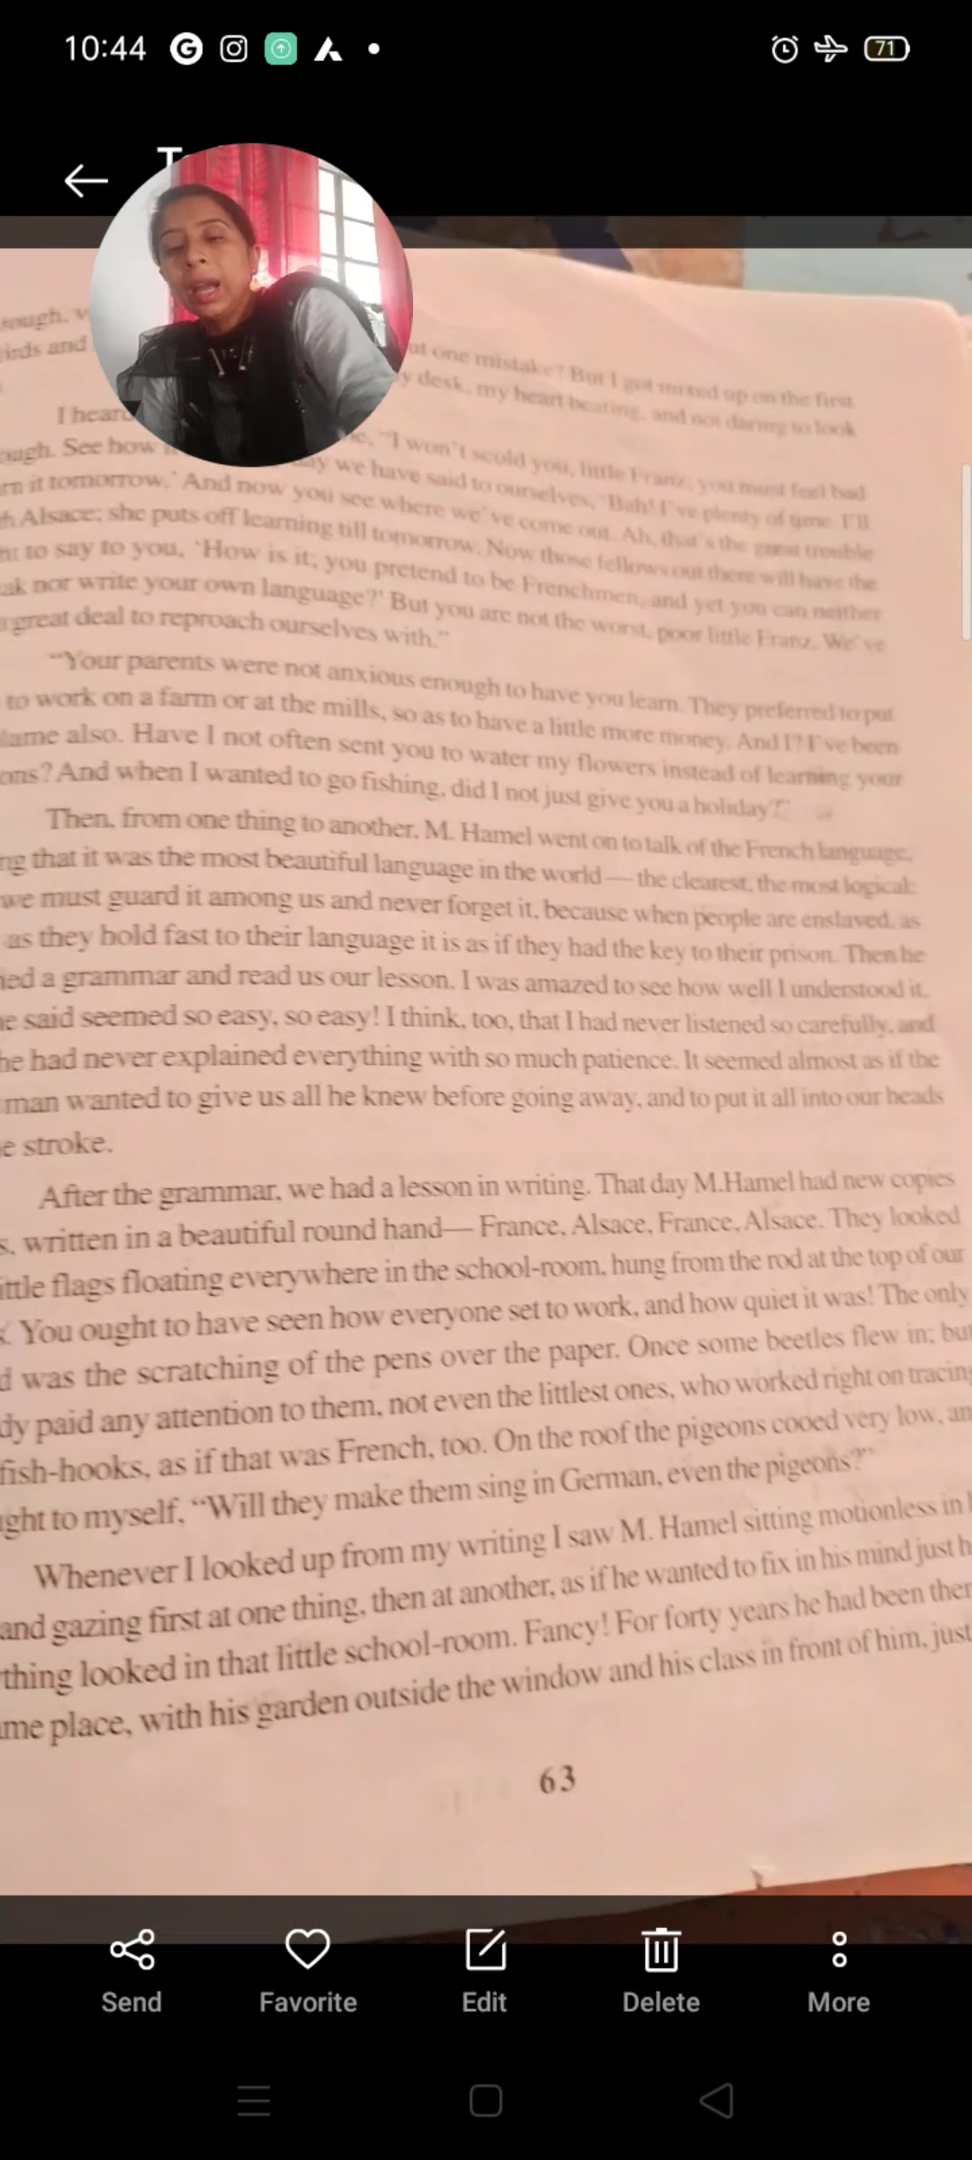 10:44
71
ough, v
irds and
ut one mistake? But I got mixed up on the first
y desk, my heart beating, and not daring to look
I heard
"I won't scold you, little Franz, you must feel bad
ough. See how
ay we have said to ourselves, 'Bah! I've plenty of time. I'll
rn it tomorrow.' And now you see where we've come out. Ah, that's the great trouble
h Alsace; she puts off learning till tomorrow. Now those fellows out there will have the
ht to say to you, 'How is it; you pretend to be Frenchmen, and yet you can neither
ak nor write your own language?' But you are not the worst, poor little Franz. We've
a great deal to reproach ourselves with."
"Your parents were not anxious enough to have you learn. They preferred to put
to work on a farm or at the mills, so as to have a little more money. And I? I've been
lame also. Have I not often sent you to water my flowers instead of learning your
ons? And when I wanted to go fishing, did I not just give you a holiday?"
Then, from one thing to another, M. Hamel went on to talk of the French language,
ng that it was the most beautiful language in the world — the clearest, the most logical;
we must guard it among us and never forget it, because when people are enslaved, as
as they hold fast to their language it is as if they had the key to their prison. Then he
ned a grammar and read us our lesson. I was amazed to see how well I understood it.
he said seemed so easy, so easy! I think, too, that I had never listened so carefully, and
he had never explained everything with so much patience. It seemed almost as if the
man wanted to give us all he knew before going away, and to put it all into our heads
e stroke.
After the grammar, we had a lesson in writing. That day M.Hamel had new copies
s, written in a beautiful round hand— France, Alsace, France, Alsace. They looked
ittle flags floating everywhere in the school-room, hung from the rod at the top of our
s. You ought to have seen how everyone set to work, and how quiet it was! The only
d was the scratching of the pens over the paper. Once some beetles flew in; but
dy paid any attention to them, not even the littlest ones, who worked right on tracing
fish-hooks, as if that was French, too. On the roof the pigeons cooed very low, an
ght to myself, "Will they make them sing in German, even the pigeons?"
Whenever I looked up from my writing I saw M. Hamel sitting motionless in h
and gazing first at one thing, then at another, as if he wanted to fix in his mind just h
thing looked in that little school-room. Fancy! For forty years he had been ther
me place, with his garden outside the window and his class in front of him, just
63
Send
Favorite
Edit
Delete
More